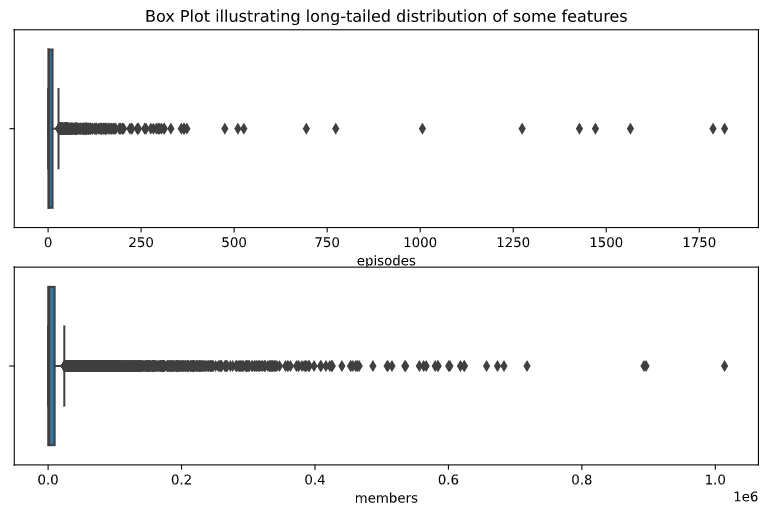 Box Plot illustrating long-tailed distribution of some features
0 250 500 750 1000 1250 1500 1750
episodes
0.0 0.2 0.4 0.6 0.8 1.0
1e6
members